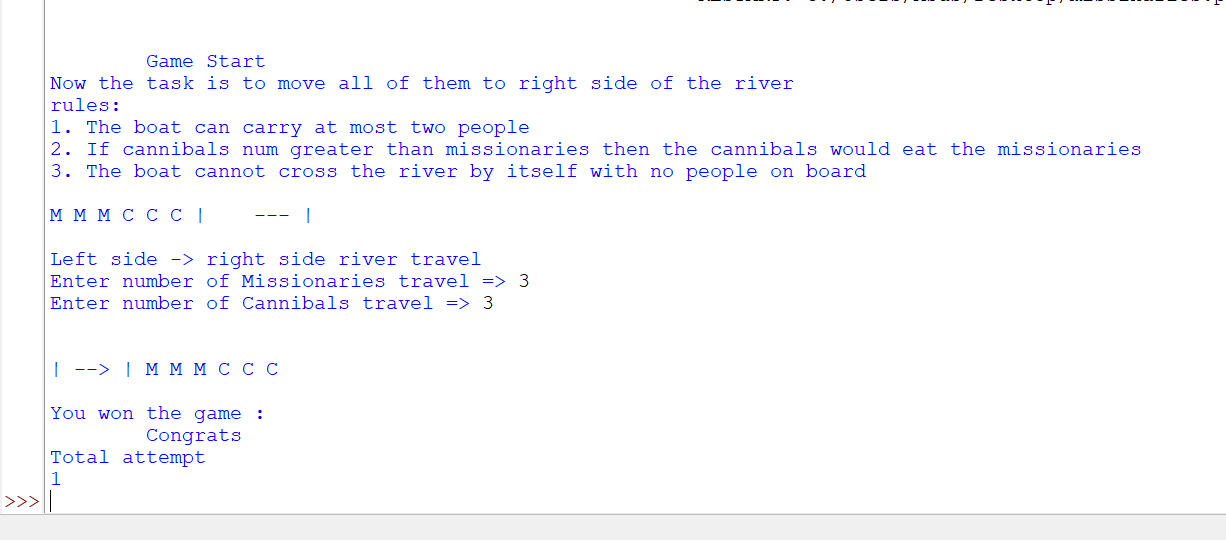 Game Start
Now the task is to move all of them to right side of the river
rules:
1. The boat can carry at most two people
2. If cannibals num greater than missionaries then the cannibals would eat the missionaries
3. The boat cannot cross the river by itself with no people on board
M M M C C C |    --- |
Left side -> right side river travel
Enter number of Missionaries travel => 3
Enter number of Cannibals travel => 3
| --> | M M M C C C
You won the game :
Congrats
Total attempt
1
>>>